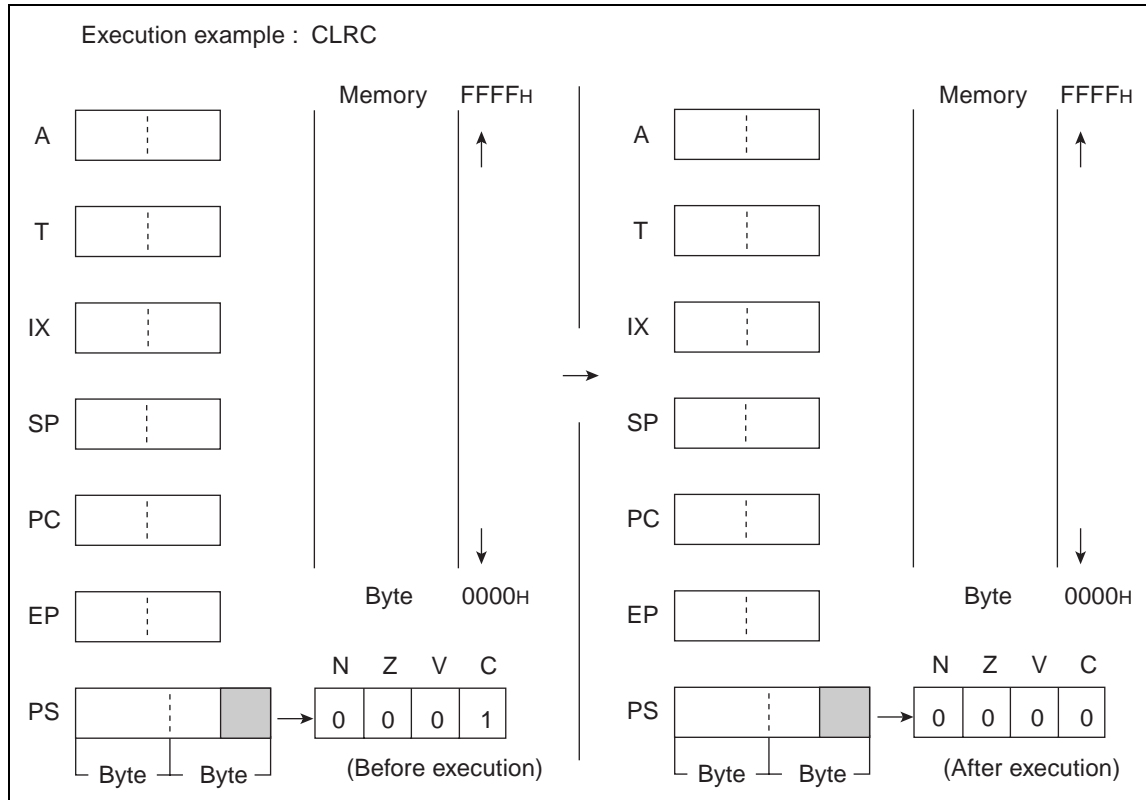 Execution example : CLRC
Memory FFFFH
A
T
IX
SP
PC
EP
Byte 0000H
N Z V C
PS
0 0 0 1
Byte Byte
(Before execution)
Memory FFFFH
A
T
IX
SP
PC
EP
Byte 0000H
N Z V C
PS
0 0 0 0
Byte Byte
(After execution)